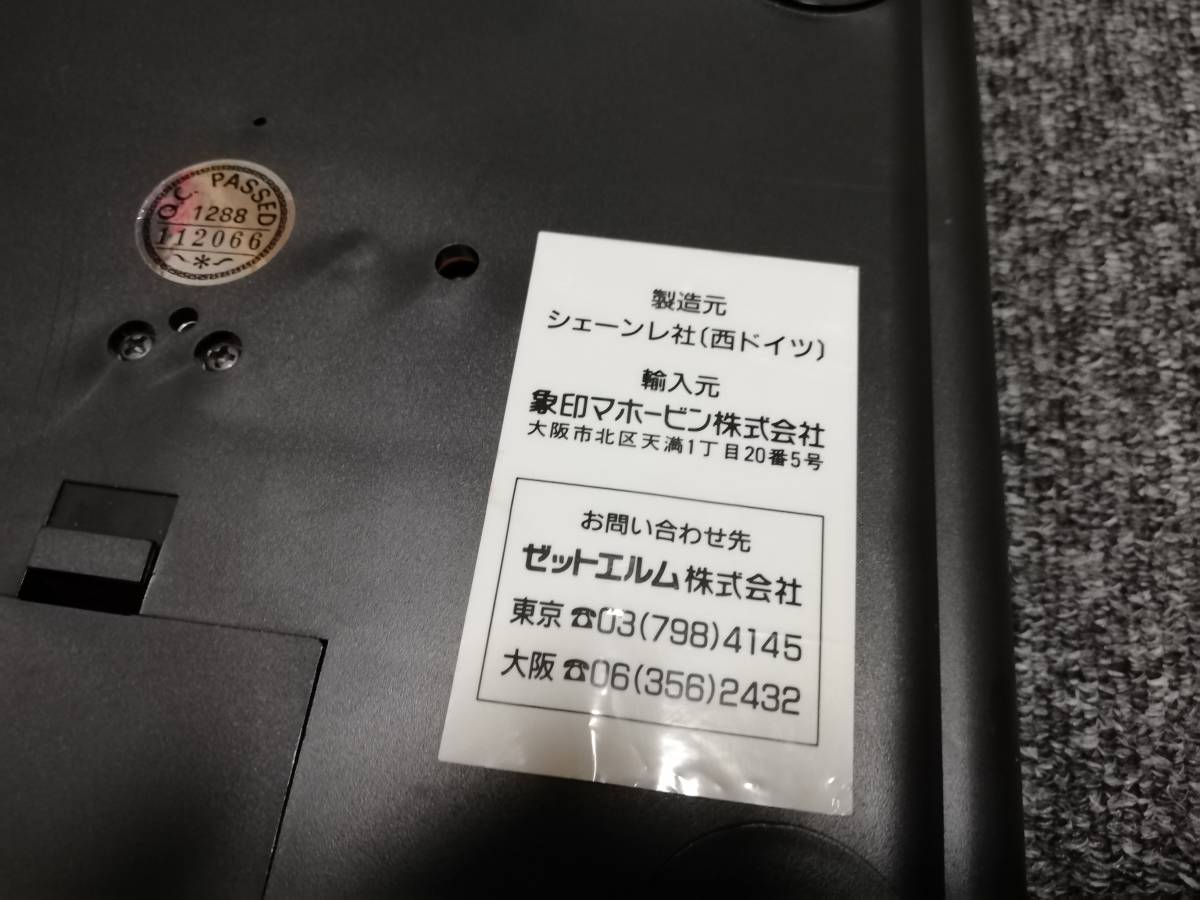 Q.C. PASSED
1288
112066
製造元
シェーンレ社〔西ドイツ〕
輸入元
象印マホービン株式会社
大阪市北区天満1丁目20番5号
お問い合わせ先
ゼットエルム株式会社
東京☎03(798)4145
大阪☎06(356)2432